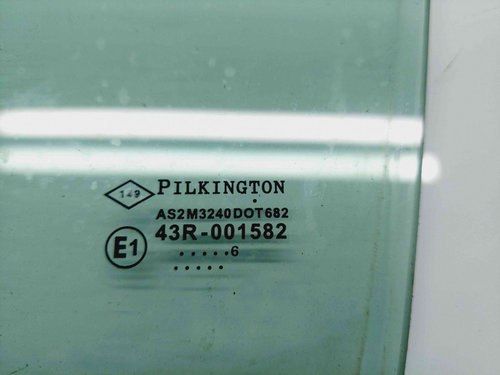 149 PILKINGTON
AS2M3240DOT682
E1 43R-001582
.....6
.....